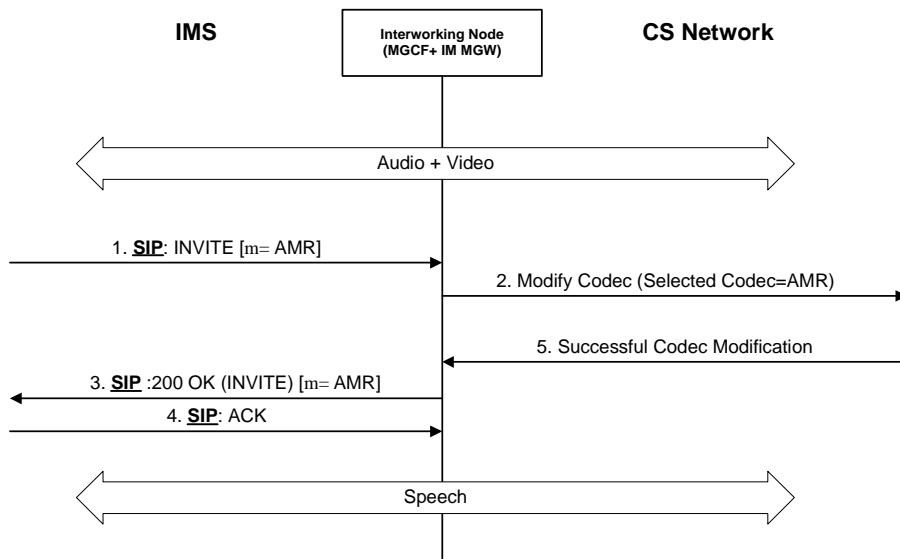 IMS
Interworking Node
(MGCF+ IM MGW)
CS Network
Audio + Video
1. SIP: INVITE [m= AMR]
2. Modify Codec (Selected Codec=AMR)
5. Successful Codec Modification
3. SIP :200 OK (INVITE) [m= AMR]
4. SIP: ACK
Speech